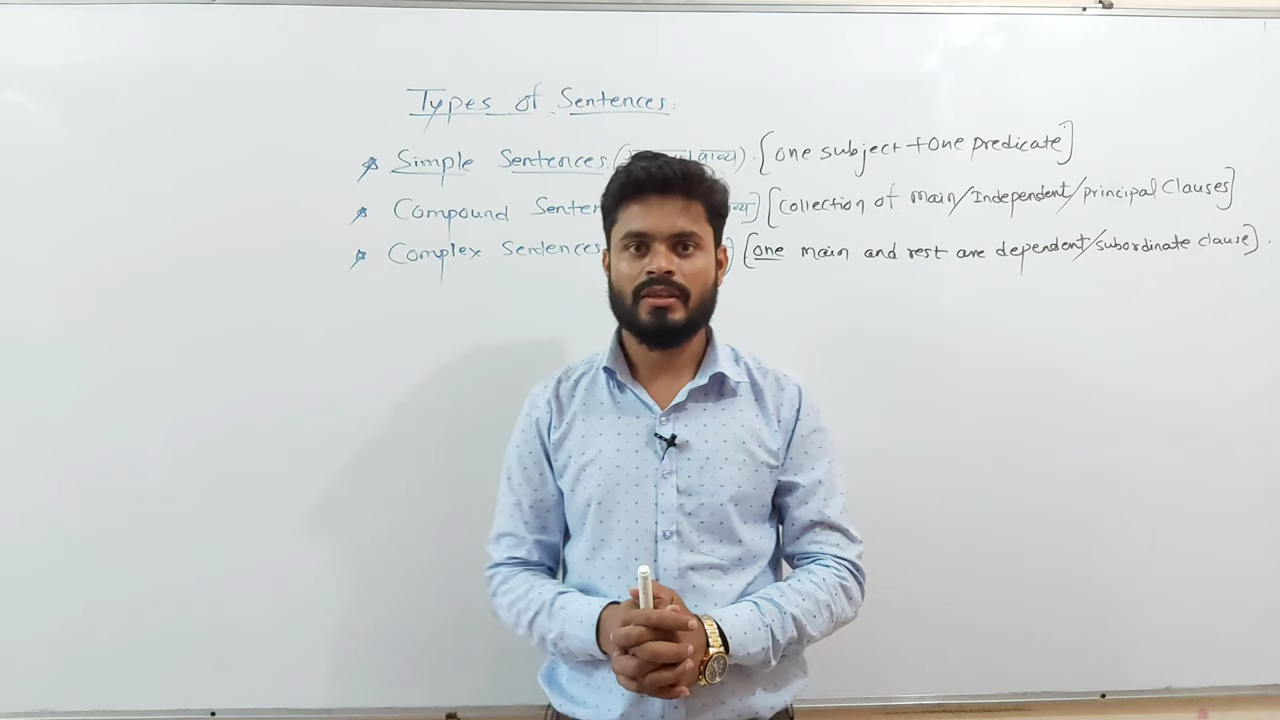 Types of Sentences:
☆ Simple Sentences. ( वाक्य). [one subject + one predicate]
☆ Compound Senten ] [collection of main/Independent/principal Clauses]
☆ Complex Sentences ) [one main and rest are dependent/subordinate clause].